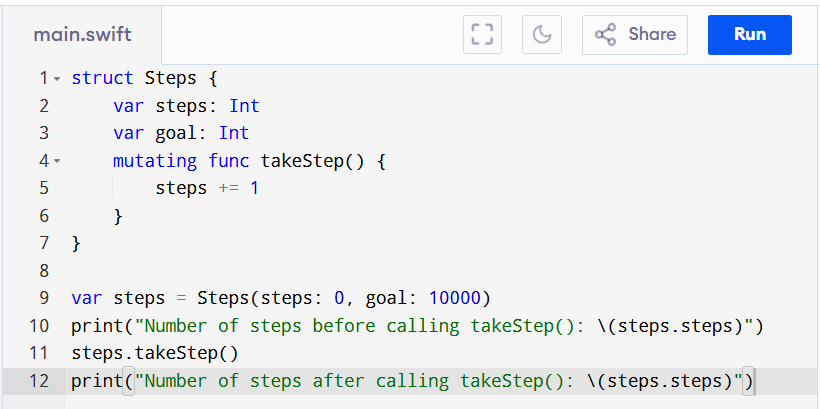 main.swift
Share
Run
1 struct Steps {
2     var steps: Int
3     var goal: Int
4     mutating func takeStep() {
5         steps += 1
6     }
7 }
8
9 var steps = Steps(steps: 0, goal: 10000)
10 print("Number of steps before calling takeStep(): \(steps.steps)")
11 steps.takeStep()
12 print("Number of steps after calling takeStep(): \(steps.steps)")